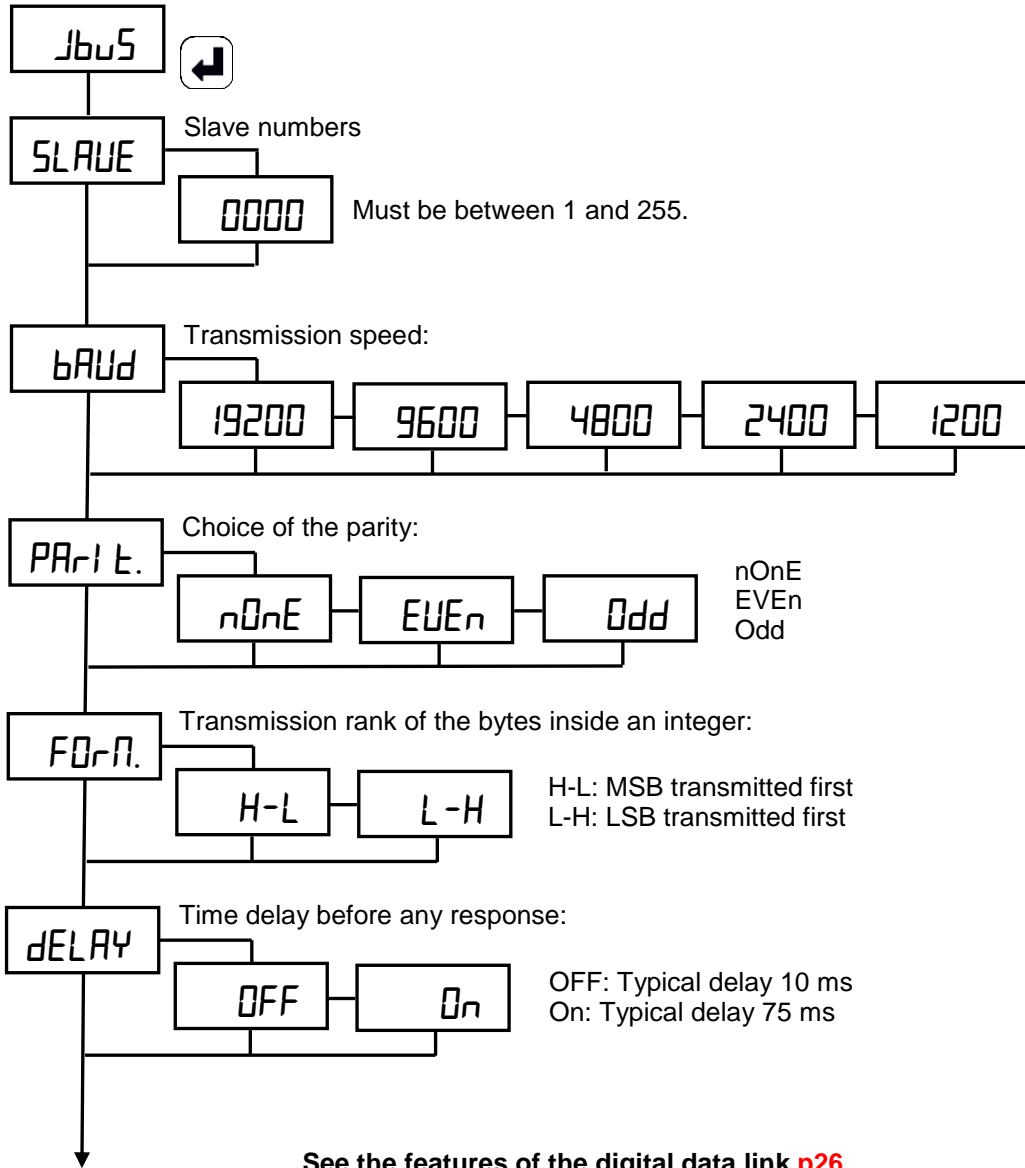 JbuS
Slave numbers
SLAVE
0000
Must be between 1 and 255.
Transmission speed:
bAUd
19200 9600 4800 2400 1200
Choice of the parity:
PArI t.
nOnE EVEn Odd
nOnE
EVEn
Odd
Transmission rank of the bytes inside an integer:
FOrM.
H-L L-H
H-L: MSB transmitted first
L-H: LSB transmitted first
Time delay before any response:
dELAY
OFF On
OFF: Typical delay 10 ms
On: Typical delay 75 ms
See the features of the digital data link p26